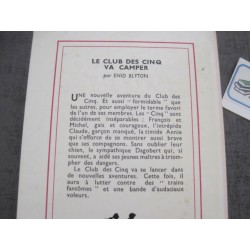 LE CLUB DES CINQ
VA CAMPER
par ENID BLYTON
UNE nouvelle aventure du Club des
Cinq. Et aussi "formidable" que
les autres, pour employer le terme favori
de l'un de ses membres. Les "Cinq" sont
décidément inséparables : François et
Michel, gais et courageux, l'intrépide
Claude, garçon manqué, la timide Annie
qui s'efforce de se montrer aussi brave
que ses compagnons. Sans oublier leur
chien, le sympathique Dagobert qui, si
souvent, a aidé ses jeunes maîtres à triom-
pher des dangers.
Le Club des Cinq va se lancer dans
de nouvelles aventures. Cette fois, il
aura à lutter contre des "trains
fantômes" et une bande d'audacieux
voleurs.